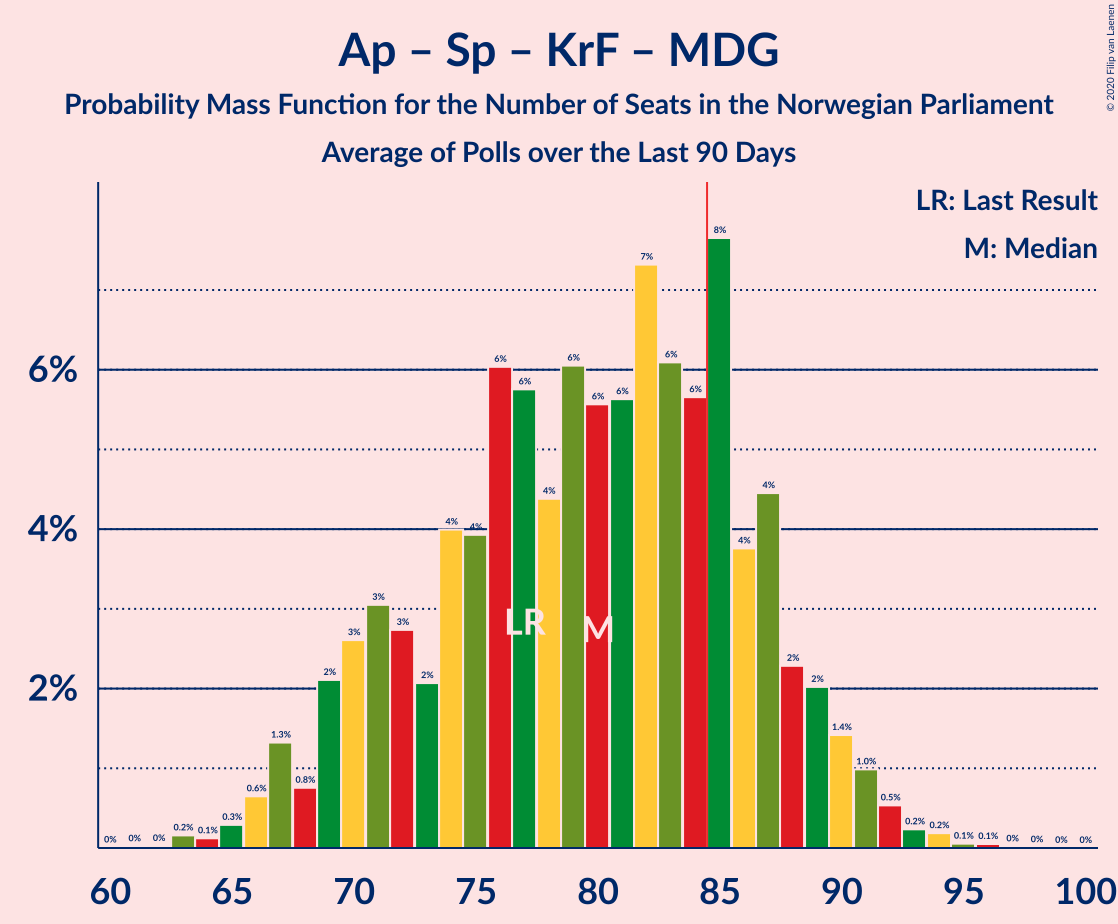 Ap – Sp – KrF – MDG
Probability Mass Function for the Number of Seats in the Norwegian Parliament
Average of Polls over the Last 90 Days
© 2020 Filip van Laenen
LR: Last Result
M: Median
6%
4%
2%
0% 0% 0% 0.2% 0.1% 0.3% 0.6% 1.3% 0.8% 2% 3% 3% 3% 2% 4% 4% 6% 6% 4% 6% 6% 6% 7% 6% 6% 8% 4% 4% 2% 2% 1.4% 1.0% 0.5% 0.2% 0.2% 0.1% 0.1% 0% 0% 0% 0%
LR M
60 65 70 75 80 85 90 95 100